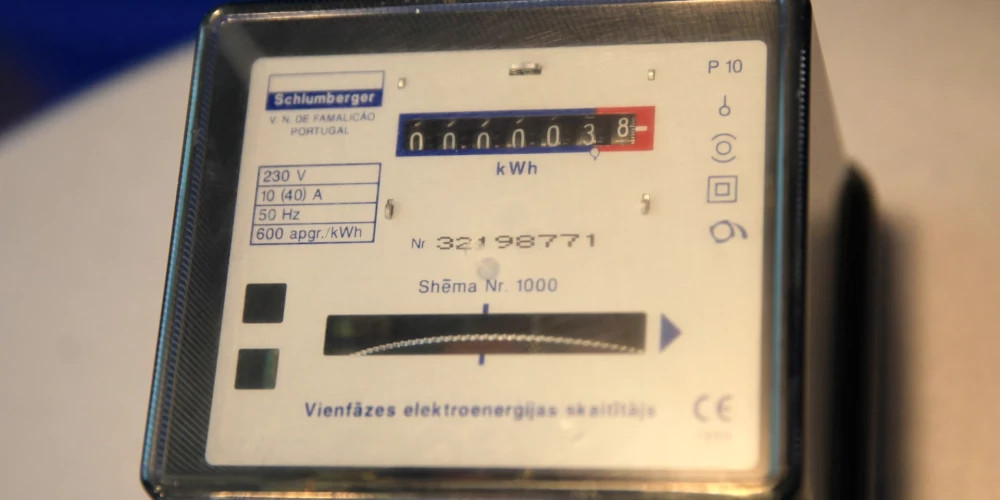 Schlumberger
V. N. DE FAMALICÃO
PORTUGAL
P 10
0 0 0 0 0 3 8
kWh
230 V
10 (40) A
50 Hz
600 apgr./kWh
Nr 32198771
Shēma Nr. 1000
Vienfāzes elektroenerģijas skaitītājs
CE